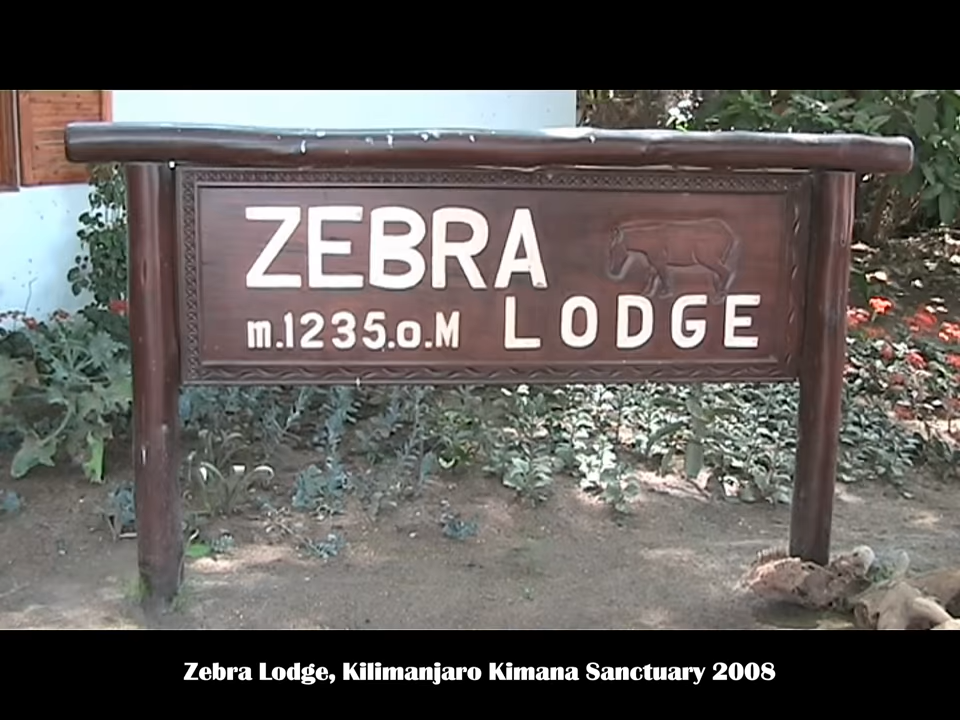 ZEBRA
m.1235.o.M LODGE
Zebra Lodge, Kilimanjaro Kimana Sanctuary 2008